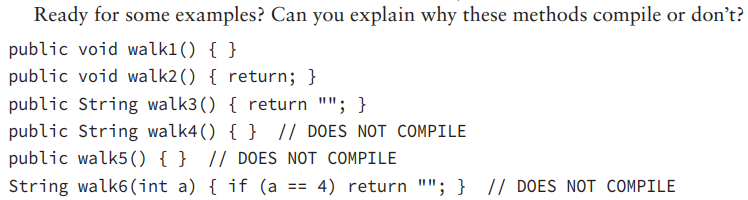 Ready for some examples? Can you explain why these methods compile or don’t?
public void walk1() { }
public void walk2() { return; }
public String walk3() { return ""; }
public String walk4() { } // DOES NOT COMPILE
public walk5() { } // DOES NOT COMPILE
String walk6(int a) { if (a == 4) return ""; } // DOES NOT COMPILE